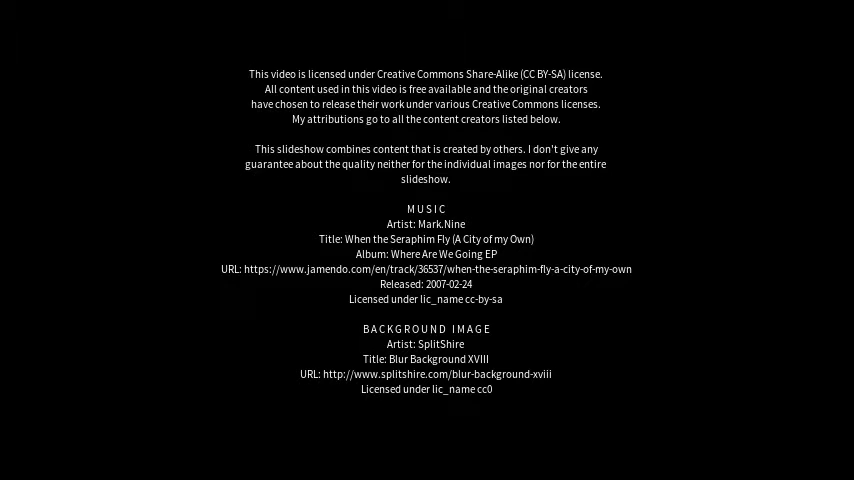 This video is licensed under Creative Commons Share-Alike (CC BY-SA) license.
All content used in this video is free available and the original creators
have chosen to release their work under various Creative Commons licenses.
My attributions go to all the content creators listed below.
This slideshow combines content that is created by others. I don't give any
guarantee about the quality neither for the individual images nor for the entire
slideshow.
MUSIC
Artist: Mark.Nine
Title: When the Seraphim Fly (A City of my Own)
Album: Where Are We Going EP
URL: https://www.jamendo.com/en/track/36537/when-the-seraphim-fly-a-city-of-my-own
Released: 2007-02-24
Licensed under lic_name cc-by-sa
BACKGROUND IMAGE
Artist: SplitShire
Title: Blur Background XVIII
URL: http://www.splitshire.com/blur-background-xviii
Licensed under lic_name cc0